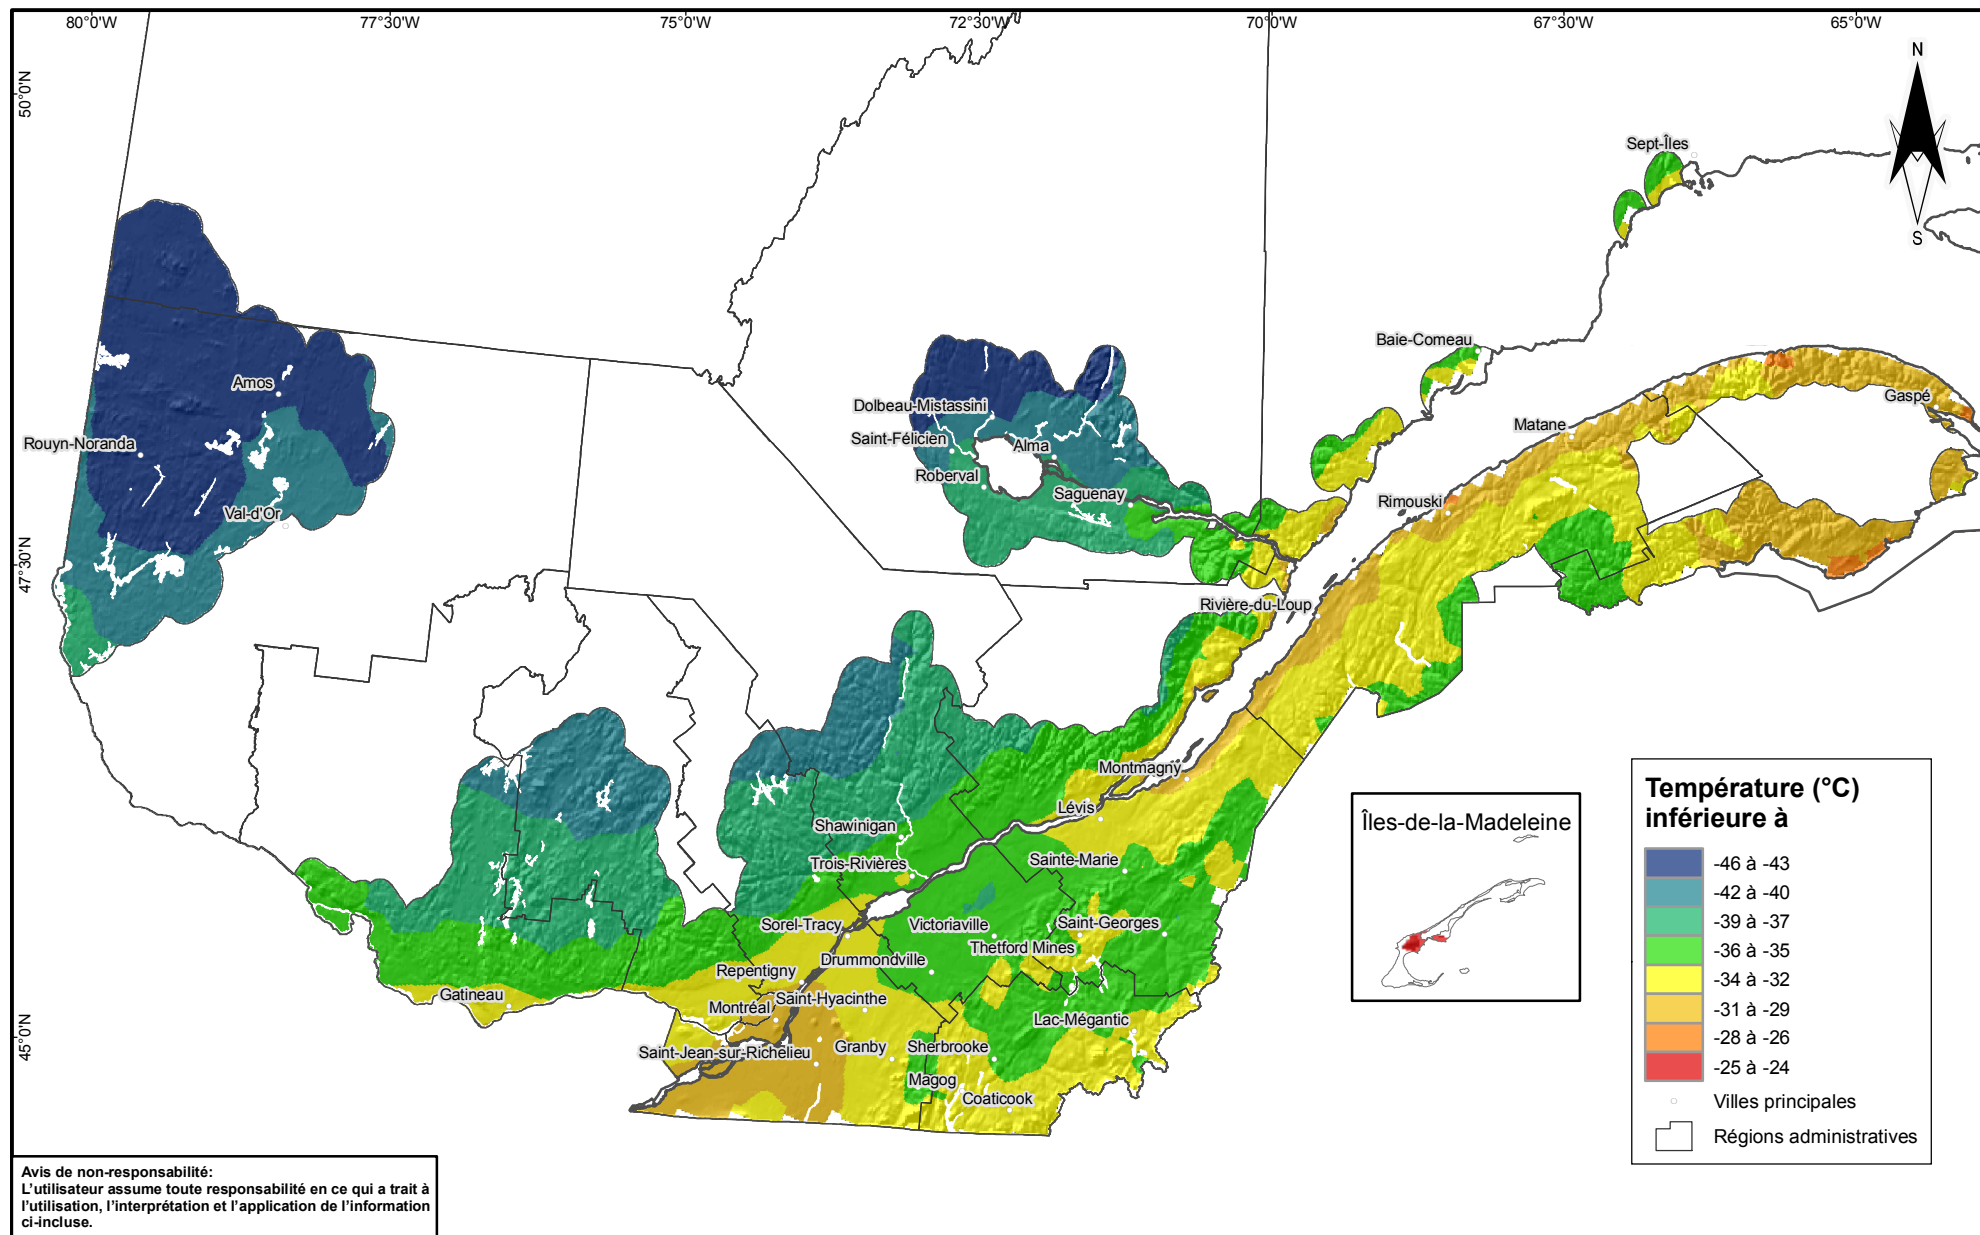 80°0'W
77°30'W
75°0'W
72°30'W
70°0'W
67°30'W
65°0'W
50°0'N
47°30'N
45°0'N
N
S
Sept-Îles
Baie-Comeau
Amos
Rouyn-Noranda
Val-d'Or
Dolbeau-Mistassini
Saint-Félicien
Alma
Roberval
Saguenay
Gaspé
Matane
Rimouski
Rivière-du-Loup
Montmagny
Lévis
Shawinigan
Trois-Rivières
Sainte-Marie
Sorel-Tracy
Victoriaville
Saint-Georges
Thetford Mines
Drummondville
Repentigny
Gatineau
Montréal
Saint-Hyacinthe
Lac-Mégantic
Saint-Jean-sur-Richelieu
Granby
Sherbrooke
Magog
Coaticook
Îles-de-la-Madeleine
Température (°C)
inférieure à
-46 à -43
-42 à -40
-39 à -37
-36 à -35
-34 à -32
-31 à -29
-28 à -26
-25 à -24
Villes principales
Régions administratives
Avis de non-responsabilité:
L'utilisateur assume toute responsabilité en ce qui a trait à
l'utilisation, l'interprétation et l'application de l'information
ci-incluse.